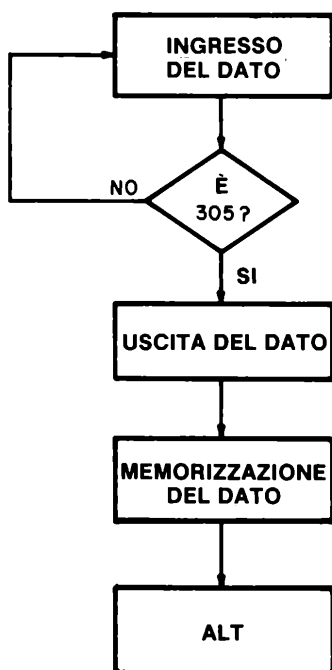 INGRESSO
DEL DATO
È
305?
NO
SI
USCITA DEL DATO
MEMORIZZAZIONE
DEL DATO
ALT